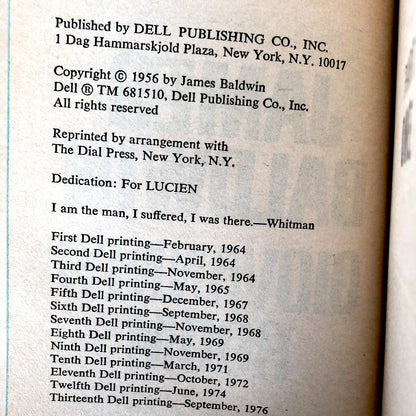 Published by DELL PUBLISHING CO., INC.
1 Dag Hammarskjold Plaza, New York, N.Y. 10017
Copyright © 1956 by James Baldwin
Dell ® TM 681510, Dell Publishing Co., Inc.
All rights reserved
Reprinted by arrangement with
The Dial Press, New York, N.Y.
Dedication: For LUCIEN
I am the man, I suffered, I was there.—Whitman
First Dell printing—February, 1964
Second Dell printing—April, 1964
Third Dell printing—November, 1964
Fourth Dell printing—May, 1965
Fifth Dell printing—December, 1967
Sixth Dell printing—September, 1968
Seventh Dell printing—November, 1968
Eighth Dell printing—May, 1969
Ninth Dell printing—November, 1969
Tenth Dell printing—March, 1971
Eleventh Dell printing—October, 1972
Twelfth Dell printing—June, 1974
Thirteenth Dell printing—September, 1976